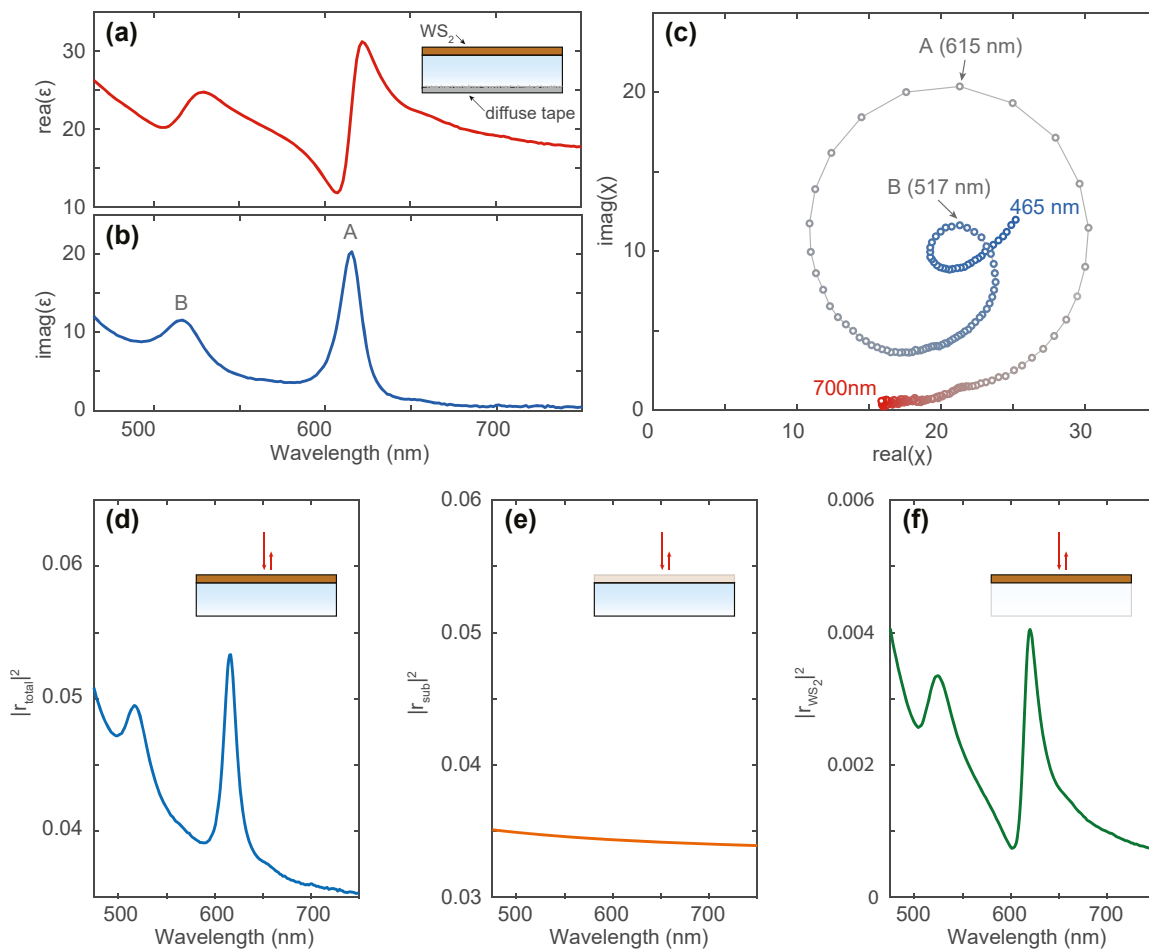 (a)
WS2
diffuse tape
rea(ε)
30
20
10
(b)
B
A
imag(ε)
20
10
0
500
600
700
Wavelength (nm)
(c)
A (615 nm)
B (517 nm)
465 nm
700nm
imag(χ)
20
10
0
0
10
20
30
real(χ)
(d)
|r_total|²
0.06
0.05
0.04
500
600
700
Wavelength (nm)
(e)
|r_sub|²
0.06
0.05
0.04
0.03
500
600
700
Wavelength (nm)
(f)
|r_WS2|²
0.006
0.004
0.002
0
500
600
700
Wavelength (nm)